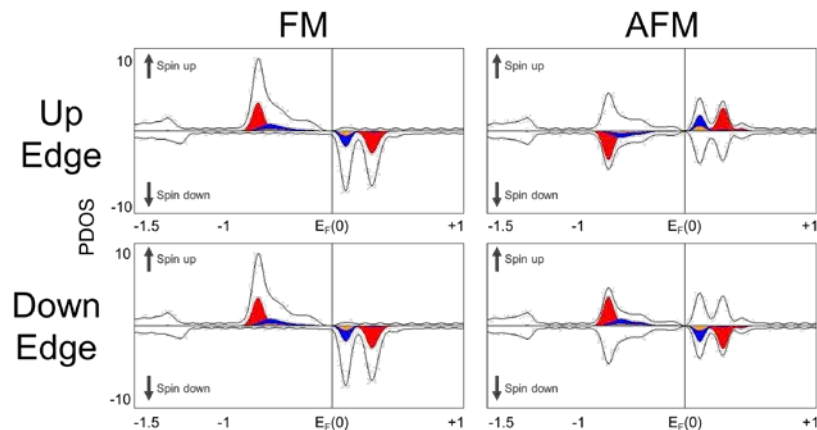 FM AFM
10
Spin up Spin up
Up
Edge
Spin down Spin down
-10
-1.5 -1 EF(0) +1 -1.5 -1 EF(0) +1
PDOS
10
Spin up Spin up
Down
Edge
Spin down Spin down
-10
-1.5 -1 EF(0) +1 -1.5 -1 EF(0) +1